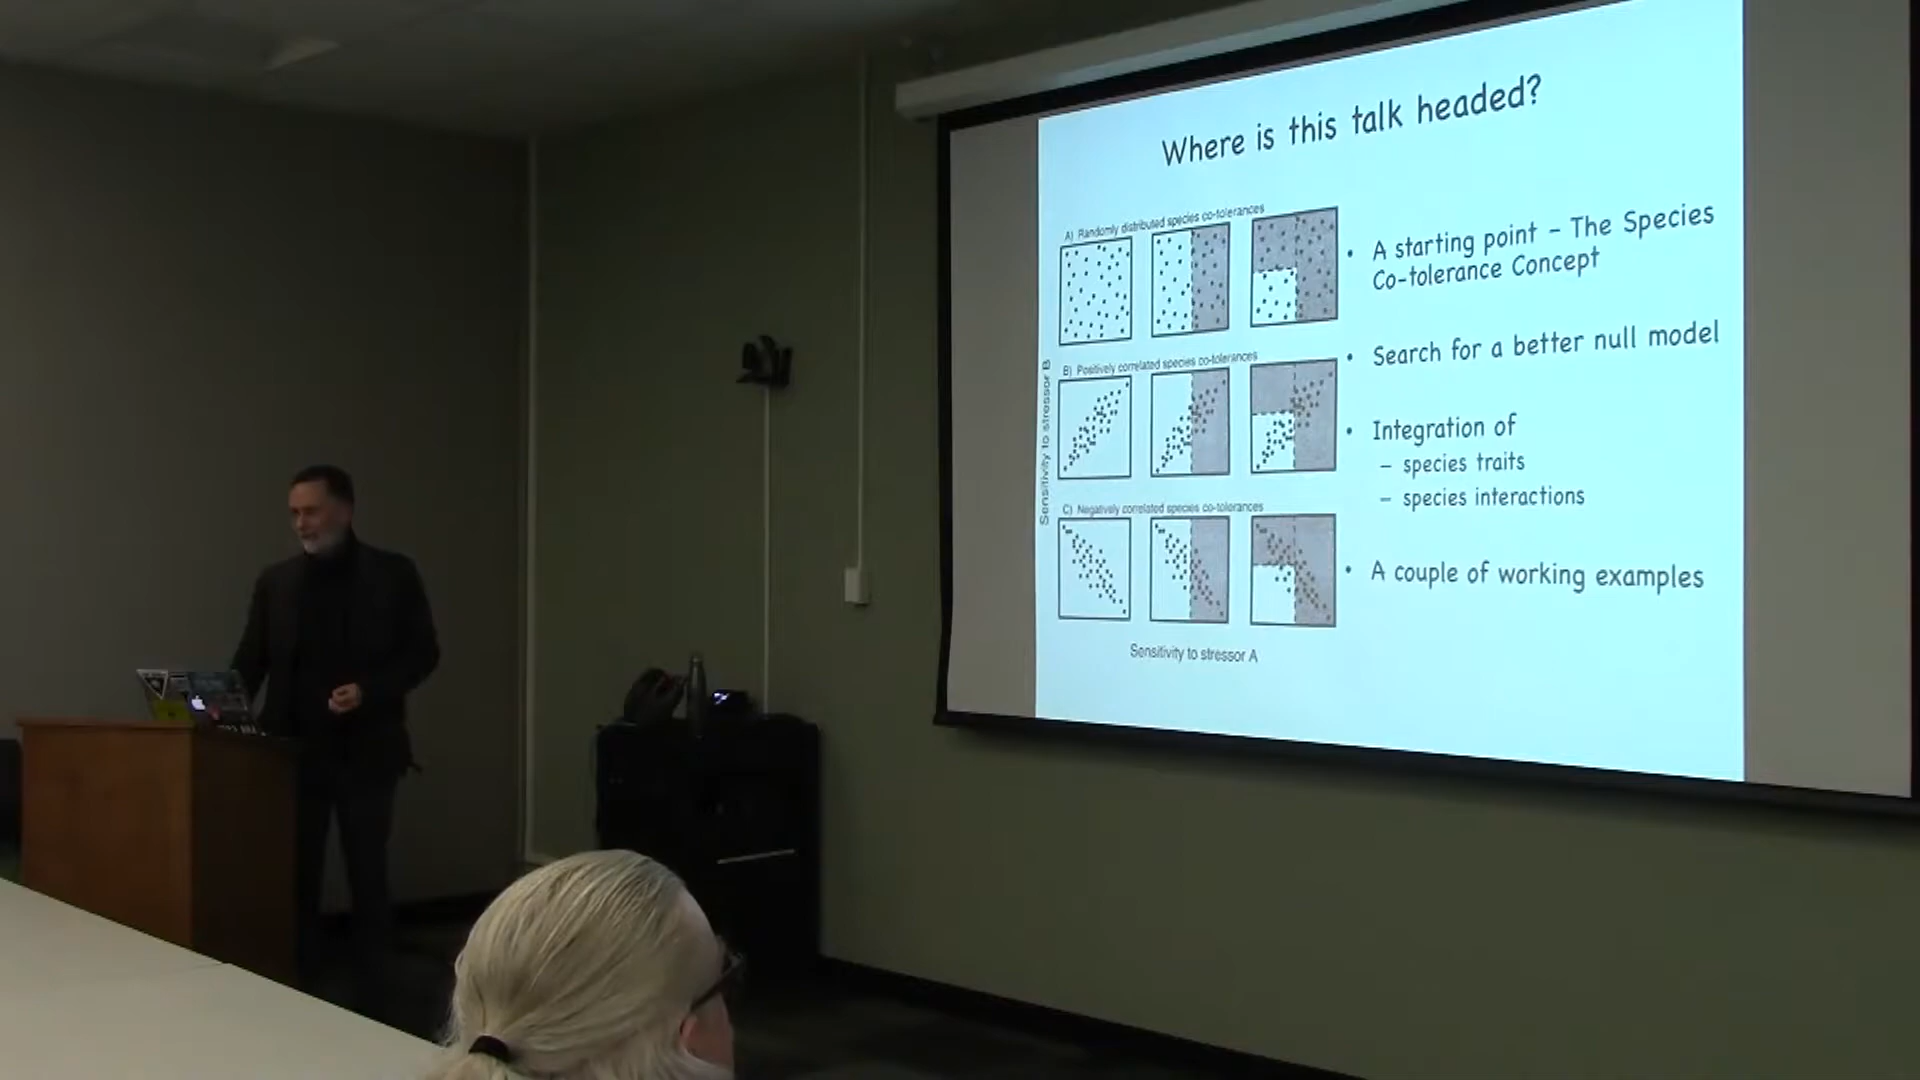 Where is this talk headed?
A) Randomly distributed species co-tolerances
B) Positively correlated species co-tolerances
C) Negatively correlated species co-tolerances
Sensitivity to stressor B
Sensitivity to stressor A
• A starting point – The Species
Co-tolerance Concept
• Search for a better null model
• Integration of
– species traits
– species interactions
• A couple of working examples